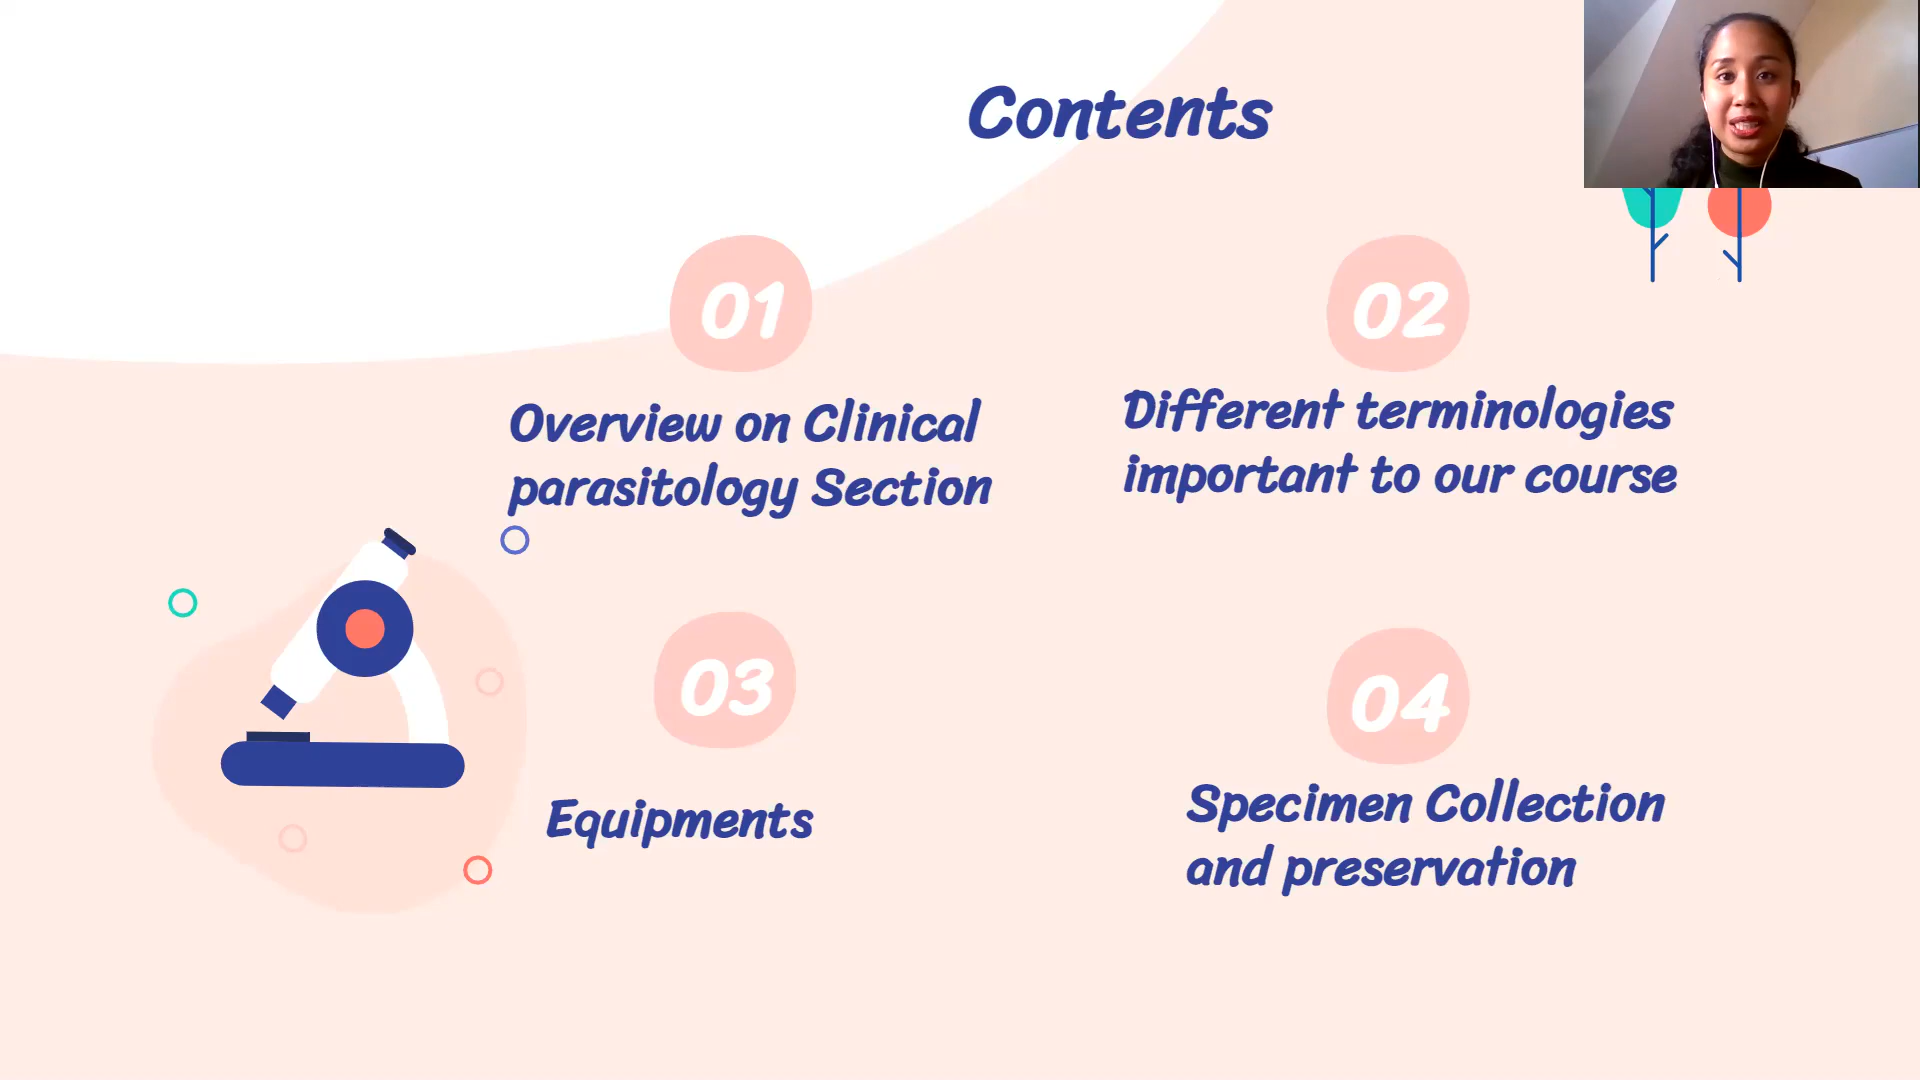 Contents
01
Overview on Clinical
parasitology Section
02
Different terminologies
important to our course
03
Equipments
04
Specimen Collection
and preservation